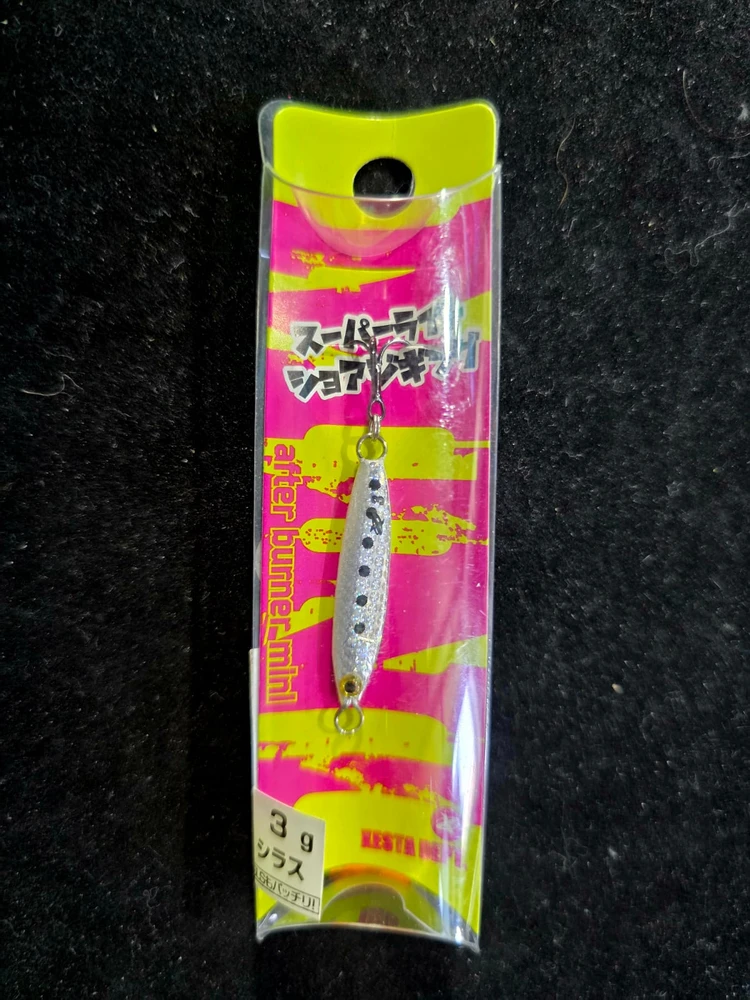 スーパーライト
ショアジギング
after burner mini
XESTA
3g
シラス